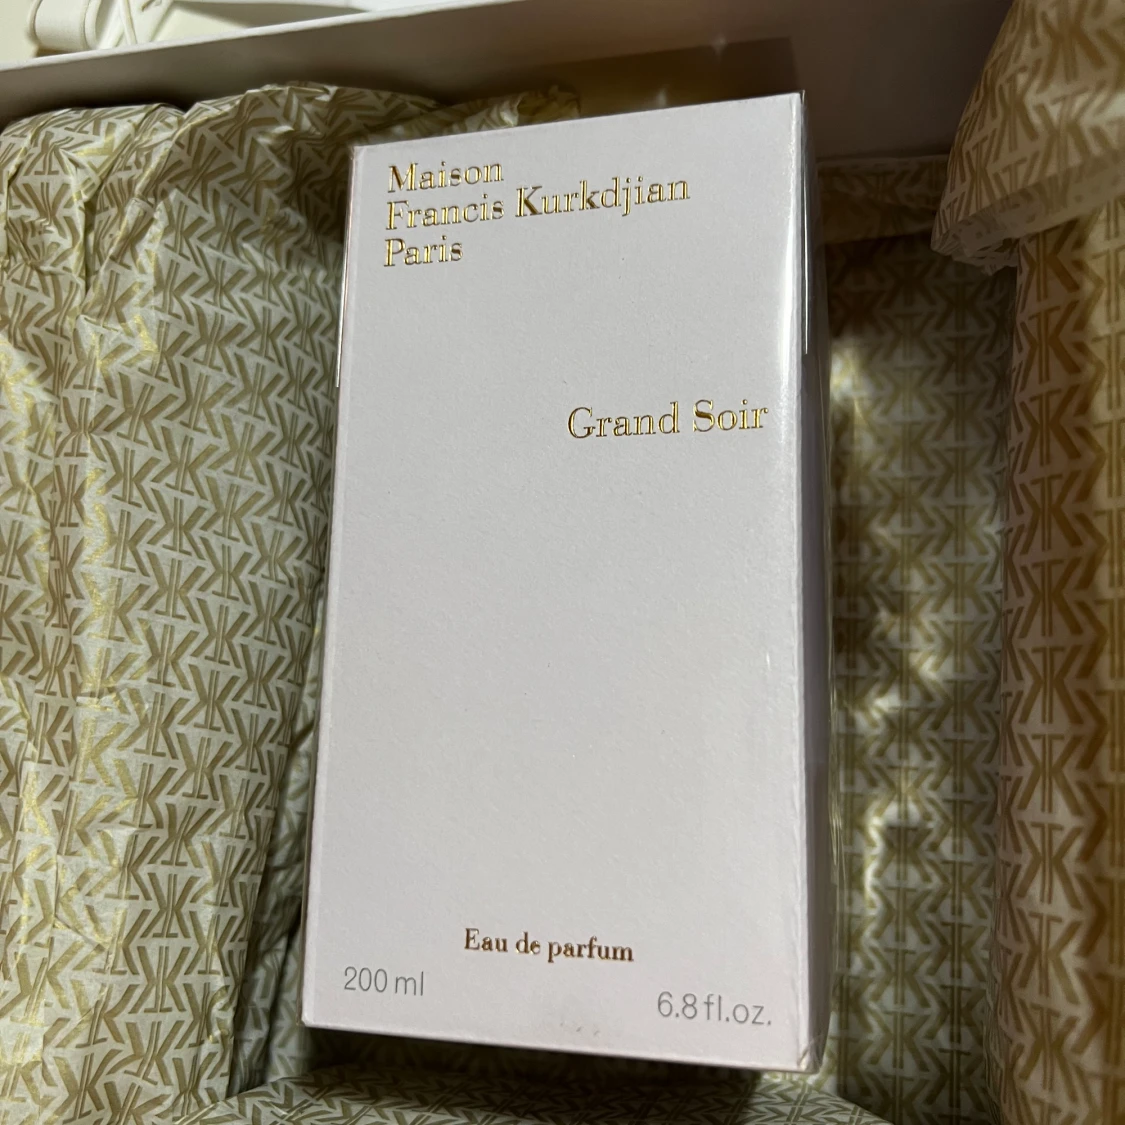 Maison
Francis Kurkdjian
Paris
Grand Soir
Eau de parfum
200 ml
6.8 fl.oz.